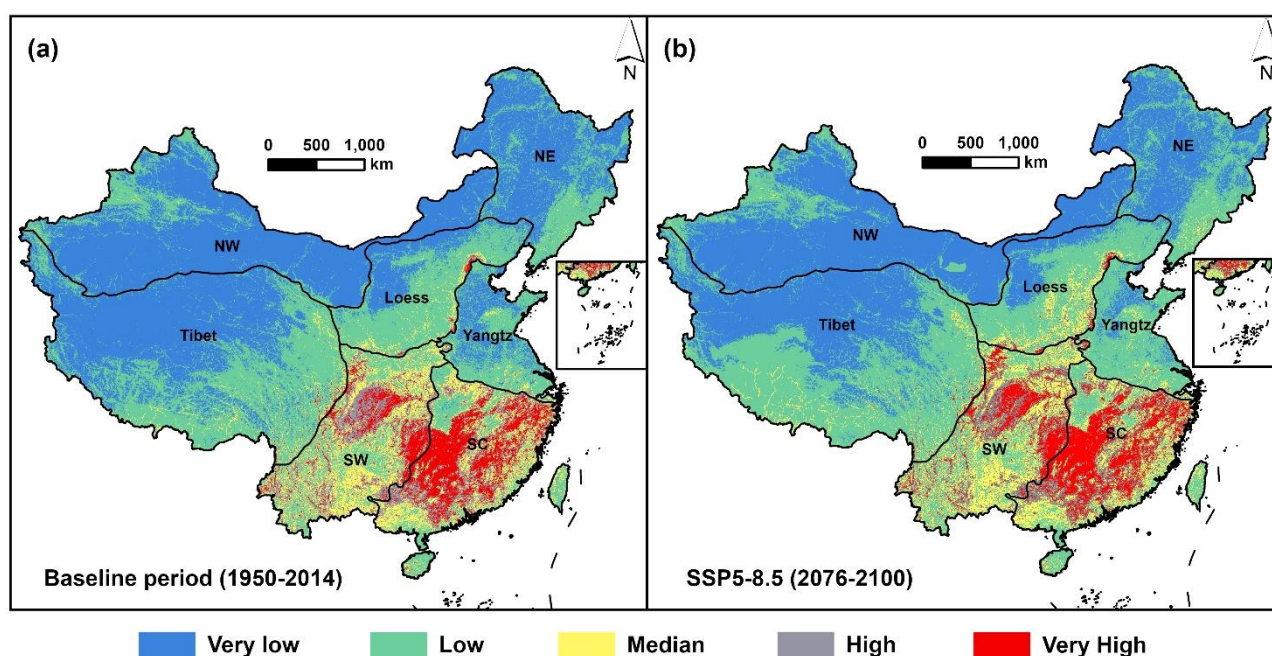 (a)
N
0 500 1,000
km
NE
NW
Loess
Tibet
Yangtz
SW
SC
Baseline period (1950-2014)
(b)
N
0 500 1,000
km
NE
NW
Loess
Tibet
Yangtz
SW
SC
SSP5-8.5 (2076-2100)
Very low Low Median High Very High